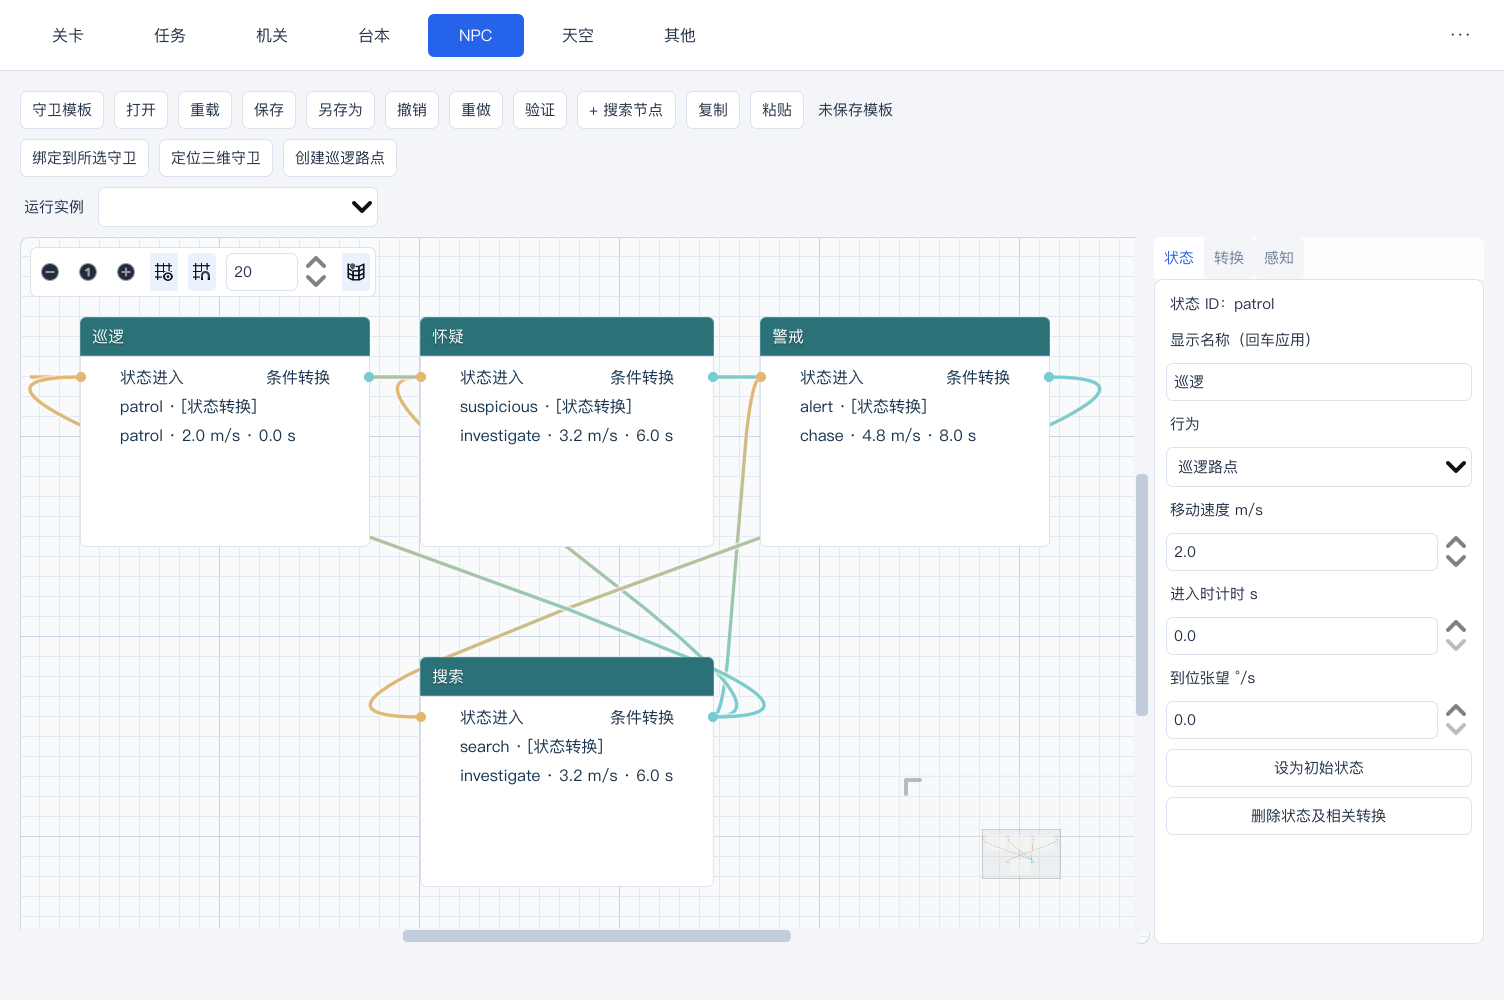 关卡 任务 机关 台本 NPC 天空 其他 ···
守卫模板 打开 重载 保存 另存为 撤销 重做 验证 + 搜索节点 复制 粘贴 未保存模板
绑定到所选守卫 定位三维守卫 创建巡逻路点
运行实例
1 20
状态 转换 感知
巡逻
状态进入 条件转换
patrol · [状态转换]
patrol · 2.0 m/s · 0.0 s
怀疑
状态进入 条件转换
suspicious · [状态转换]
investigate · 3.2 m/s · 6.0 s
警戒
状态进入 条件转换
alert · [状态转换]
chase · 4.8 m/s · 8.0 s
搜索
状态进入 条件转换
search · [状态转换]
investigate · 3.2 m/s · 6.0 s
状态 ID：patrol
显示名称（回车应用）
巡逻
行为
巡逻路点
移动速度 m/s
2.0
进入时计时 s
0.0
到位张望 °/s
0.0
设为初始状态
删除状态及相关转换